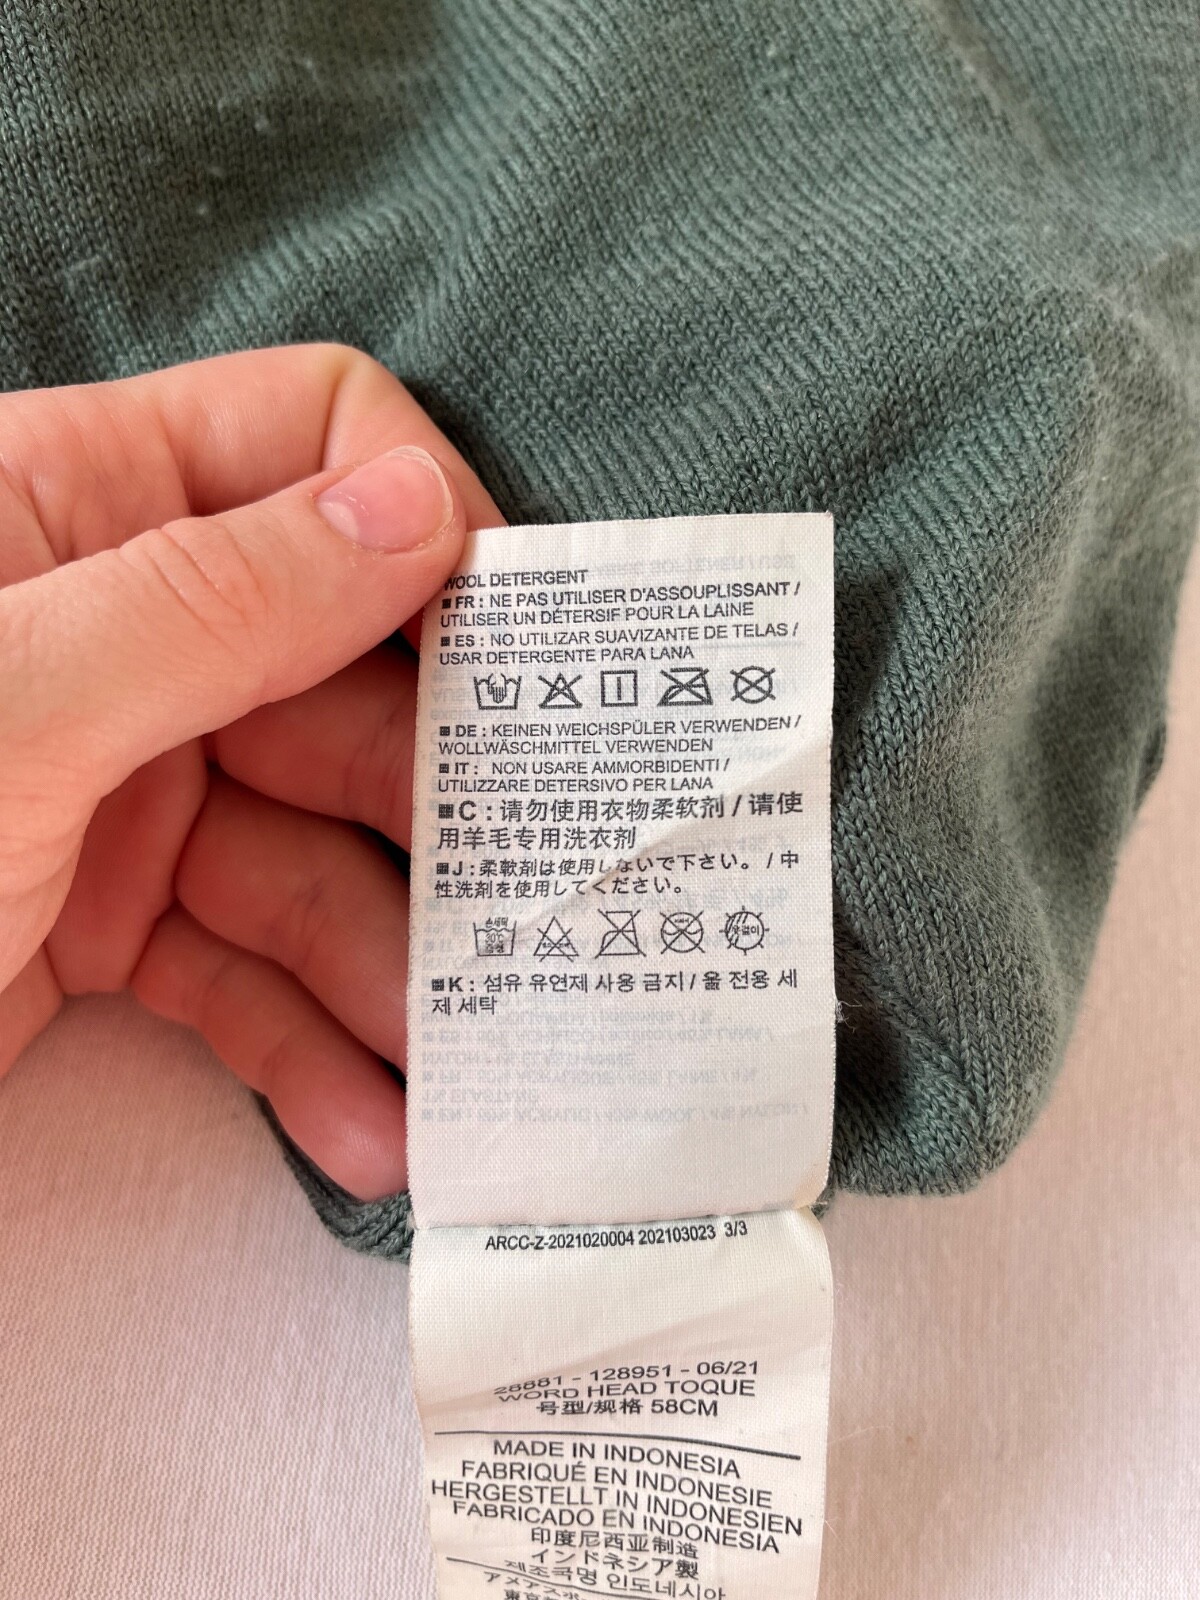 WOOL DETERGENT
FR : NE PAS UTILISER D'ASSOUPLISSANT /
UTILISER UN DÉTERSIF POUR LA LAINE
ES : NO UTILIZAR SUAVIZANTE DE TELAS /
USAR DETERGENTE PARA LANA
DE : KEINEN WEICHSPÜLER VERWENDEN /
WOLLWÄSCHMITTEL VERWENDEN
IT : NON USARE AMMORBIDENTI /
UTILIZZARE DETERSIVO PER LANA
C : 请勿使用衣物柔软剂 / 请使
用羊毛专用洗衣剂
J : 柔軟剤は使用しないで下さい。 / 中
性洗剤を使用してください。
K : 섬유 유연제 사용 금지 / 울 전용 세
제 세탁
ARCC-Z-2021020004 202103023 3/3
28881 - 128951 - 06/21
WORD HEAD TOQUE
号型/规格 58CM
MADE IN INDONESIA
FABRIQUÉ EN INDONESIE
HERGESTELLT IN INDONESIEN
FABRICADO EN INDONESIA
印度尼西亚制造
インドネシア製
제조국명 인도네시아